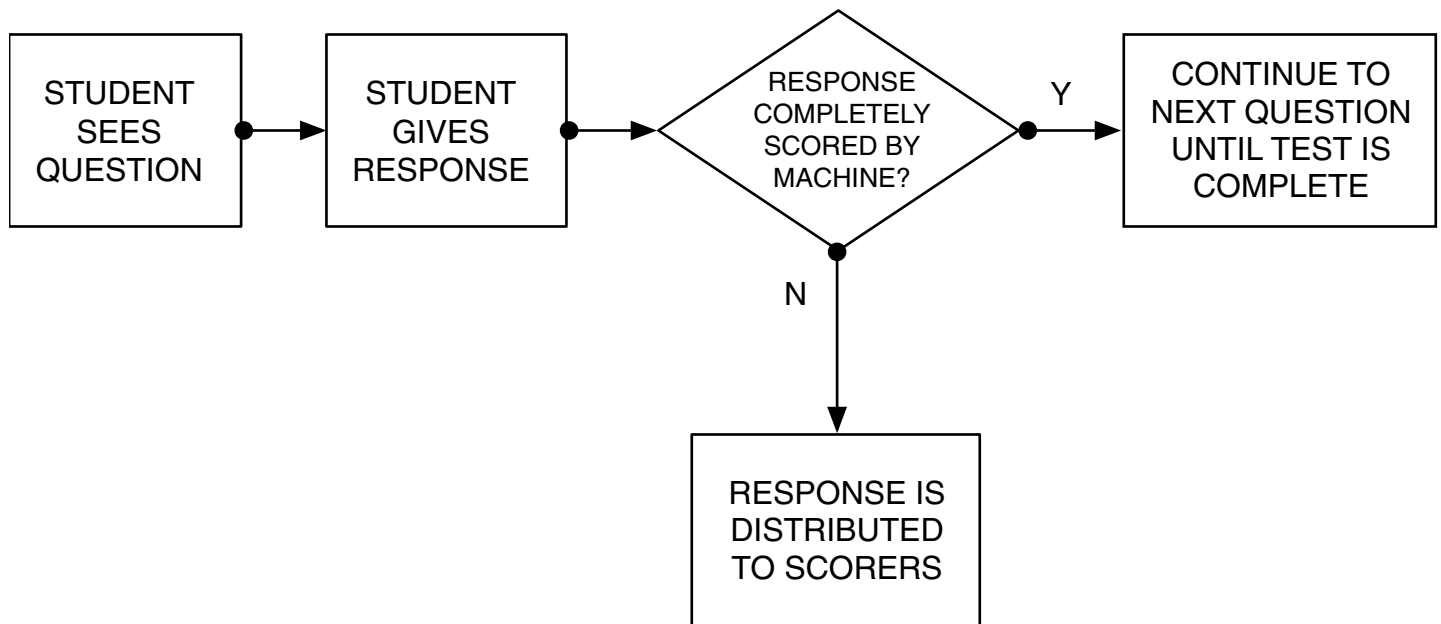 STUDENT
SEES
QUESTION
STUDENT
GIVES
RESPONSE
RESPONSE
COMPLETELY
SCORED BY
MACHINE?
Y
CONTINUE TO
NEXT QUESTION
UNTIL TEST IS
COMPLETE
N
RESPONSE IS
DISTRIBUTED
TO SCORERS